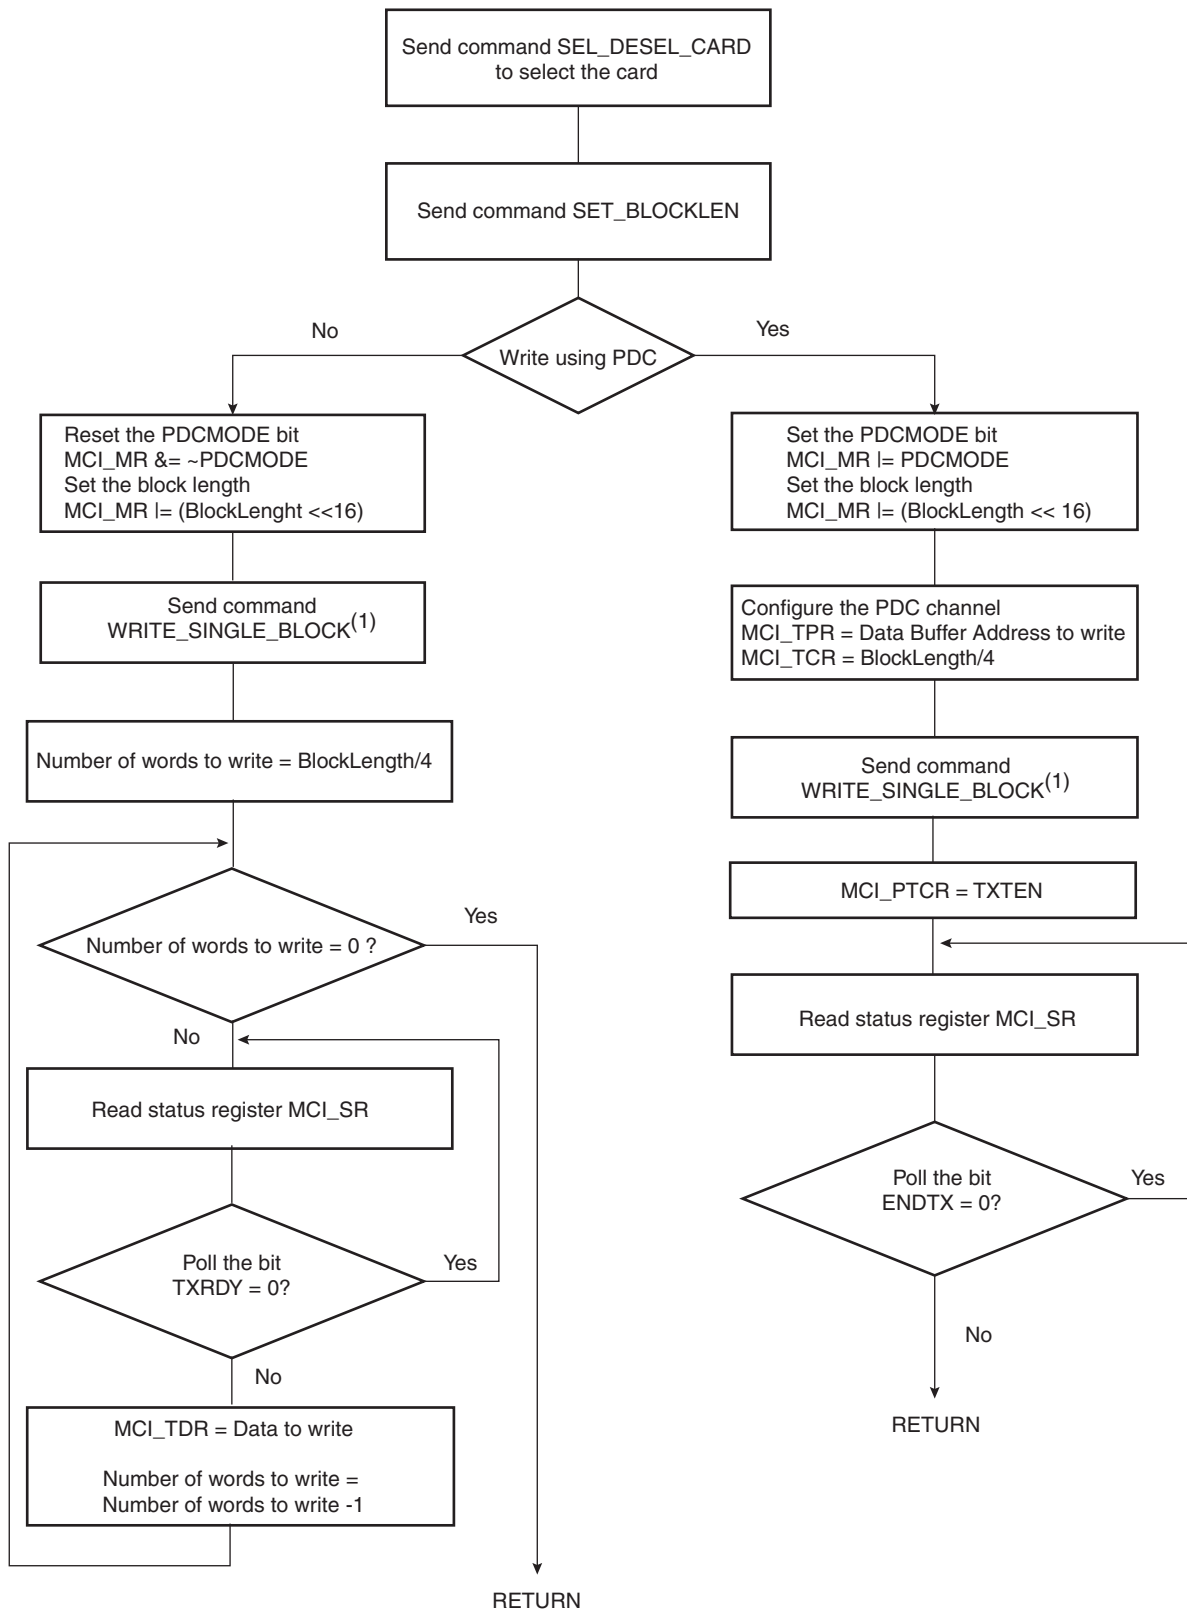 Send command SEL_DESEL_CARD
to select the card
Send command SET_BLOCKLEN
Write using PDC
No
Yes
Reset the PDCMODE bit
MCI_MR &= ~PDCMODE
Set the block length
MCI_MR |= (BlockLenght <<16)
Send command
WRITE_SINGLE_BLOCK(1)
Number of words to write = BlockLength/4
Number of words to write = 0 ?
Yes
No
Read status register MCI_SR
Poll the bit
TXRDY = 0?
Yes
No
MCI_TDR = Data to write
Number of words to write =
Number of words to write -1
RETURN
Set the PDCMODE bit
MCI_MR |= PDCMODE
Set the block length
MCI_MR |= (BlockLength << 16)
Configure the PDC channel
MCI_TPR = Data Buffer Address to write
MCI_TCR = BlockLength/4
Send command
WRITE_SINGLE_BLOCK(1)
MCI_PTCR = TXTEN
Read status register MCI_SR
Poll the bit
ENDTX = 0?
Yes
No
RETURN